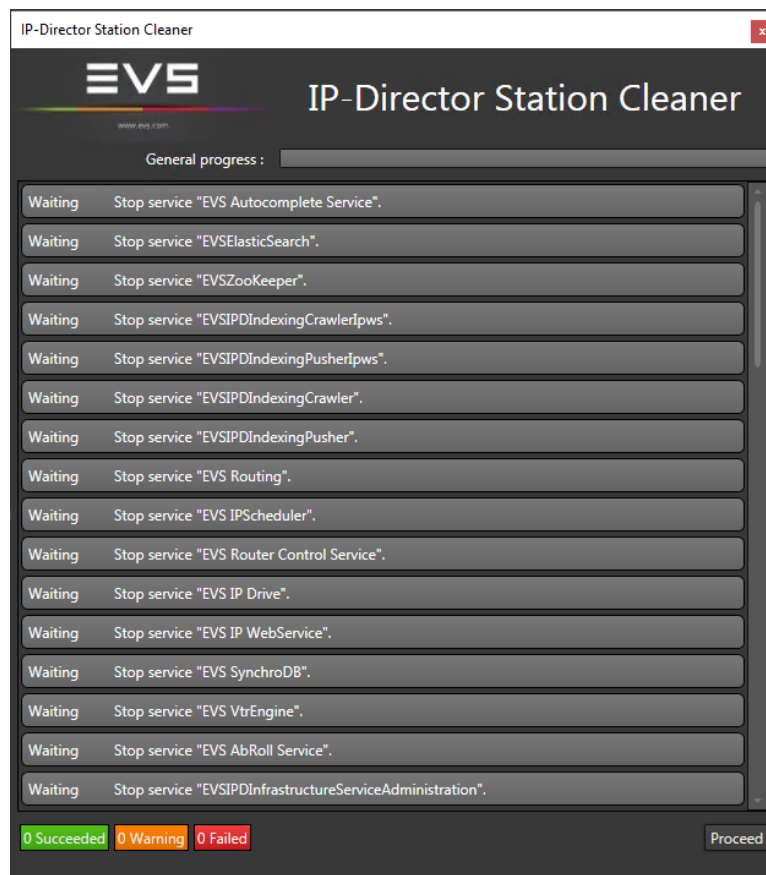 IP-Director Station Cleaner
x
EVS
IP-Director Station Cleaner
www.evs.com
General progress :
Waiting Stop service "EVS Autocomplete Service".
Waiting Stop service "EVSElasticSearch".
Waiting Stop service "EVSZooKeeper".
Waiting Stop service "EVSIPDIndexingCrawlerIpws".
Waiting Stop service "EVSIPDIndexingPusherIpws".
Waiting Stop service "EVSIPDIndexingCrawler".
Waiting Stop service "EVSIPDIndexingPusher".
Waiting Stop service "EVS Routing".
Waiting Stop service "EVS IPScheduler".
Waiting Stop service "EVS Router Control Service".
Waiting Stop service "EVS IP Drive".
Waiting Stop service "EVS IP WebService".
Waiting Stop service "EVS SynchroDB".
Waiting Stop service "EVS VtrEngine".
Waiting Stop service "EVS AbRoll Service".
Waiting Stop service "EVSIPDInfrastructureServiceAdministration".
0 Succeeded 0 Warning 0 Failed Proceed